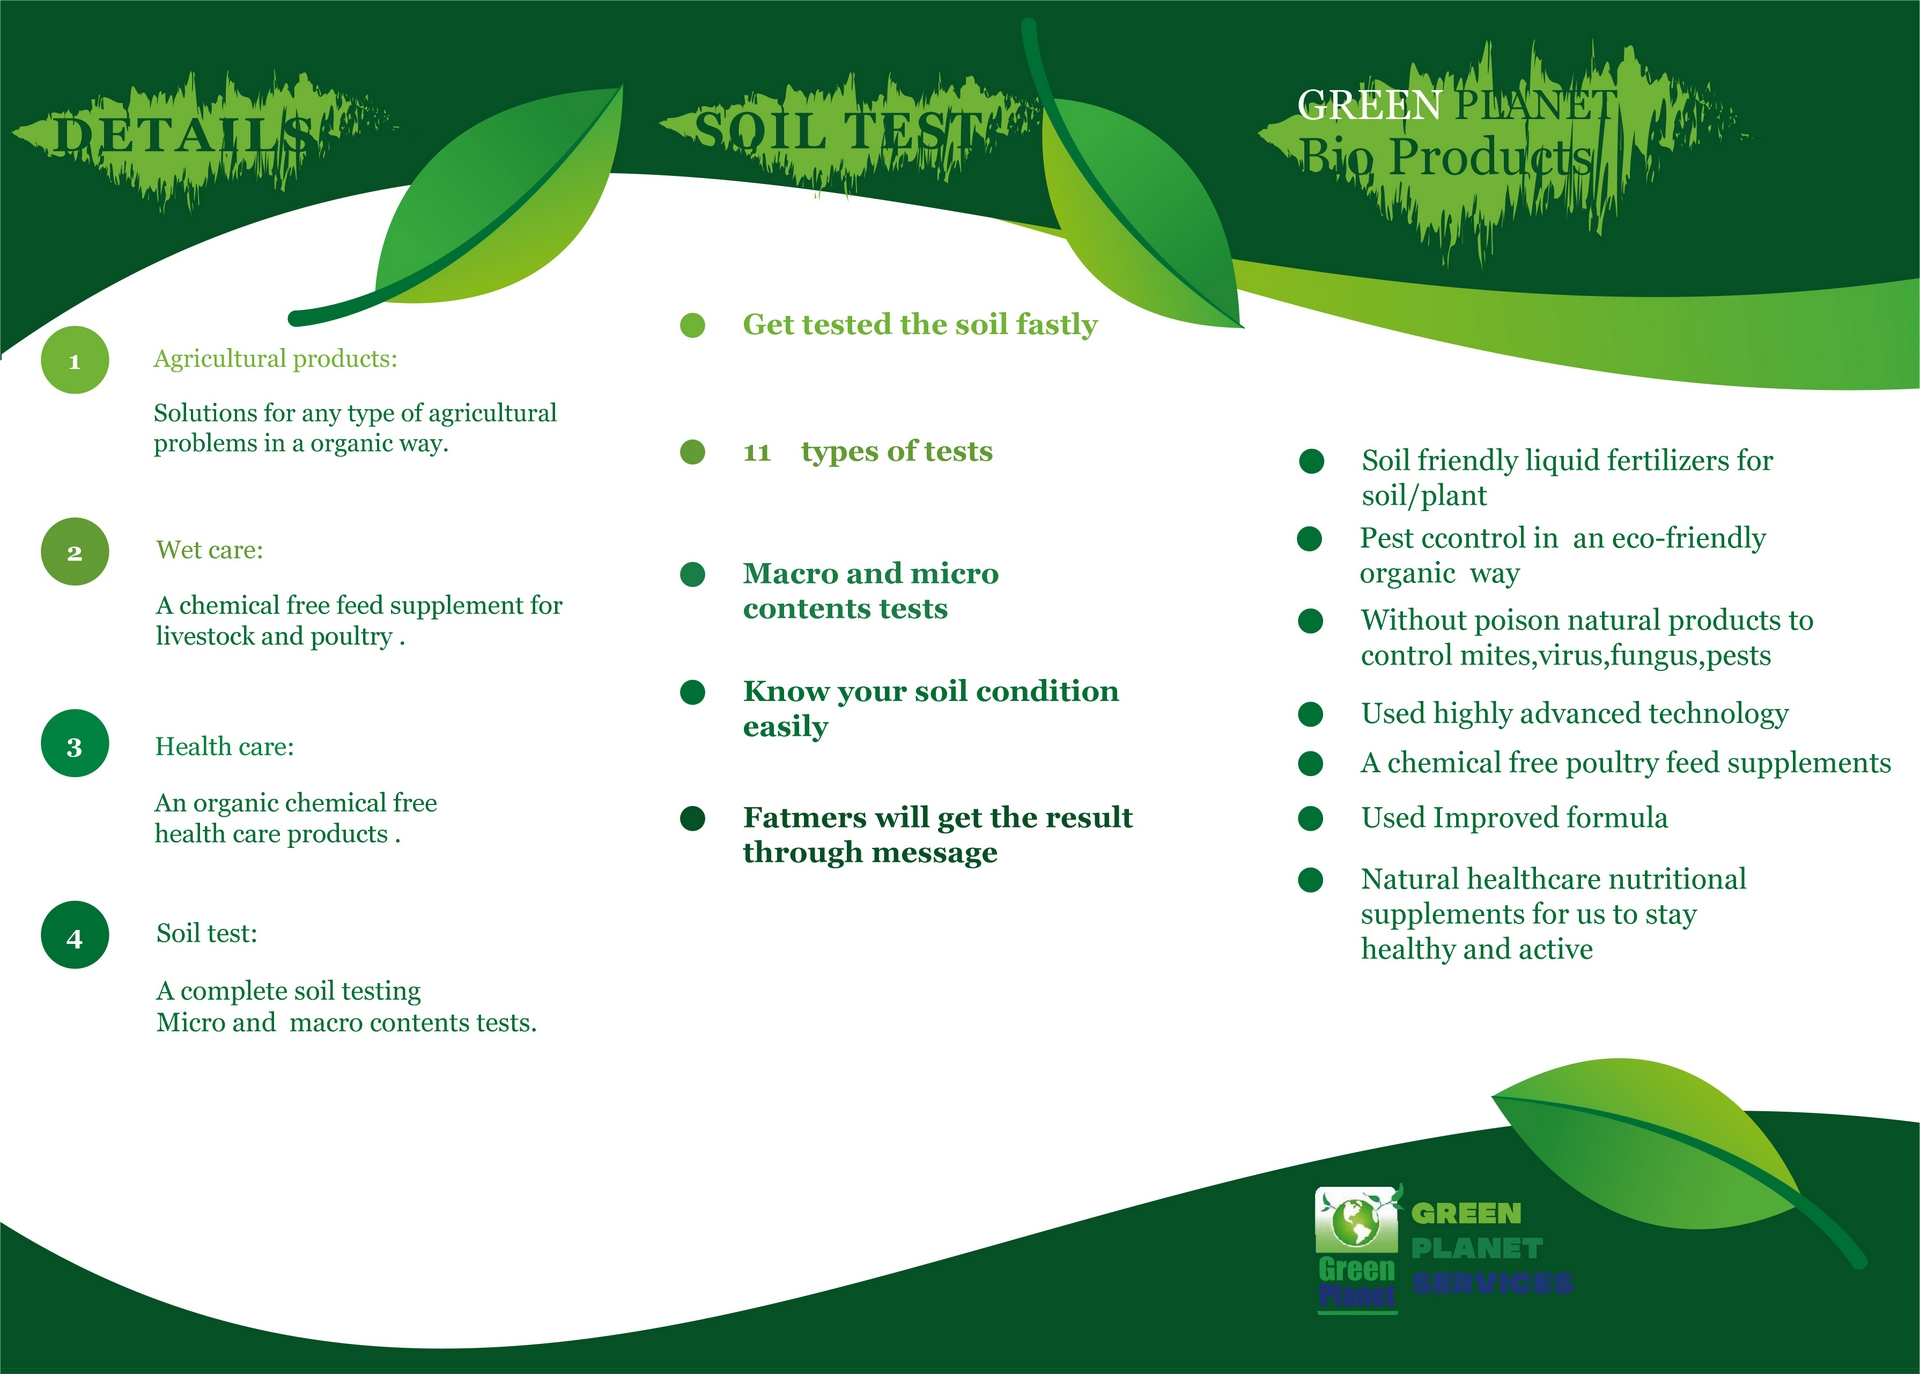 DETAILS
1
Agricultural products:
Solutions for any type of agricultural
problems in a organic way.
2
Wet care:
A chemical free feed supplement for
livestock and poultry .
3
Health care:
An organic chemical free
health care products .
4
Soil test:
A complete soil testing
Micro and macro contents tests.
SOIL TEST
Get tested the soil fastly
11 types of tests
Macro and micro
contents tests
Know your soil condition
easily
Fatmers will get the result
through message
GREEN PLANET
Bio Products
Soil friendly liquid fertilizers for
soil/plant
Pest ccontrol in an eco-friendly
organic way
Without poison natural products to
control mites,virus,fungus,pests
Used highly advanced technology
A chemical free poultry feed supplements
Used Improved formula
Natural healthcare nutritional
supplements for us to stay
healthy and active
Green
Planet
GREEN
PLANET
SERVICES